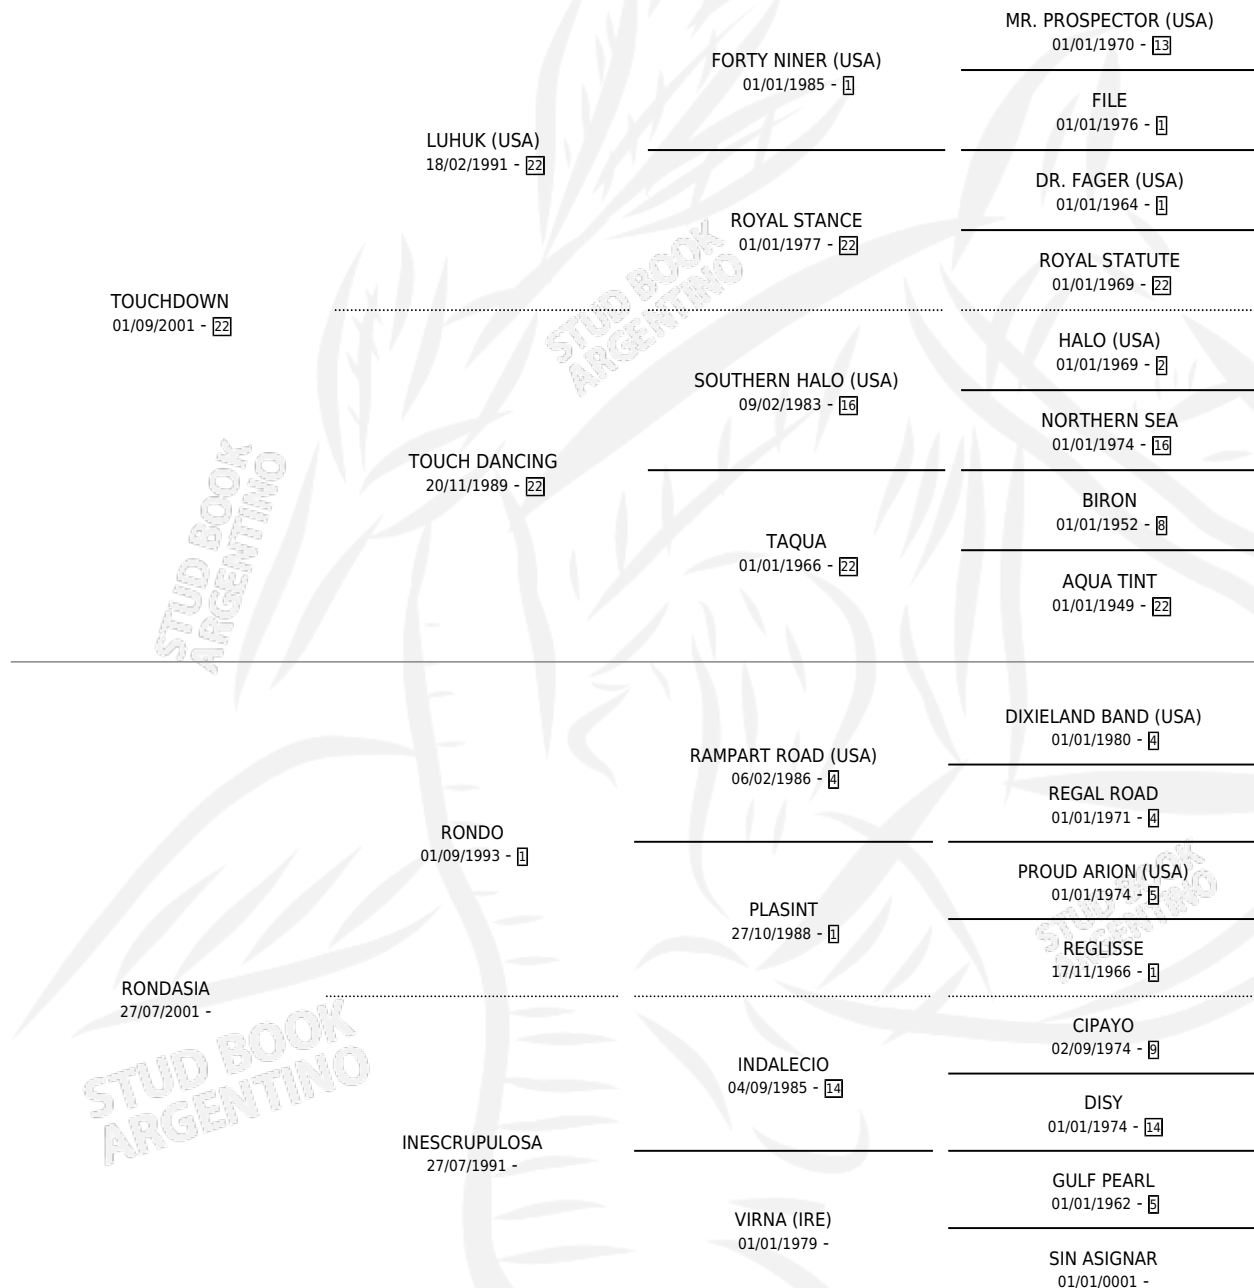 MR. PROSPECTOR (USA)
01/01/1970 - 13
FORTY NINER (USA)
01/01/1985 - 1
FILE
01/01/1976 - 1
LUHUK (USA)
18/02/1991 - 22
DR. FAGER (USA)
01/01/1964 - 1
ROYAL STANCE
01/01/1977 - 22
ROYAL STATUTE
01/01/1969 - 22
TOUCHDOWN
01/09/2001 - 22
HALO (USA)
01/01/1969 - 2
SOUTHERN HALO (USA)
09/02/1983 - 16
NORTHERN SEA
01/01/1974 - 16
TOUCH DANCING
20/11/1989 - 22
BIRON
01/01/1952 - 8
TAQUA
01/01/1966 - 22
AQUA TINT
01/01/1949 - 22
STUD BOOK
ARGENTINO
STUD BOOK
ARGENTINO
DIXIELAND BAND (USA)
01/01/1980 - 4
RAMPART ROAD (USA)
06/02/1986 - 4
REGAL ROAD
01/01/1971 - 4
RONDO
01/09/1993 - 1
PROUD ARION (USA)
01/01/1974 - 5
PLASINT
27/10/1988 - 1
REGLISSE
17/11/1966 - 1
RONDASIA
27/07/2001 -
CIPAYO
02/09/1974 - 9
INDALECIO
04/09/1985 - 14
DISY
01/01/1974 - 14
INESCRUPULOSA
27/07/1991 -
GULF PEARL
01/01/1962 - 5
VIRNA (IRE)
01/01/1979 -
SIN ASIGNAR
01/01/0001 -
STUD BOOK
ARGENTINO
STUD BOOK
ARGENTINO